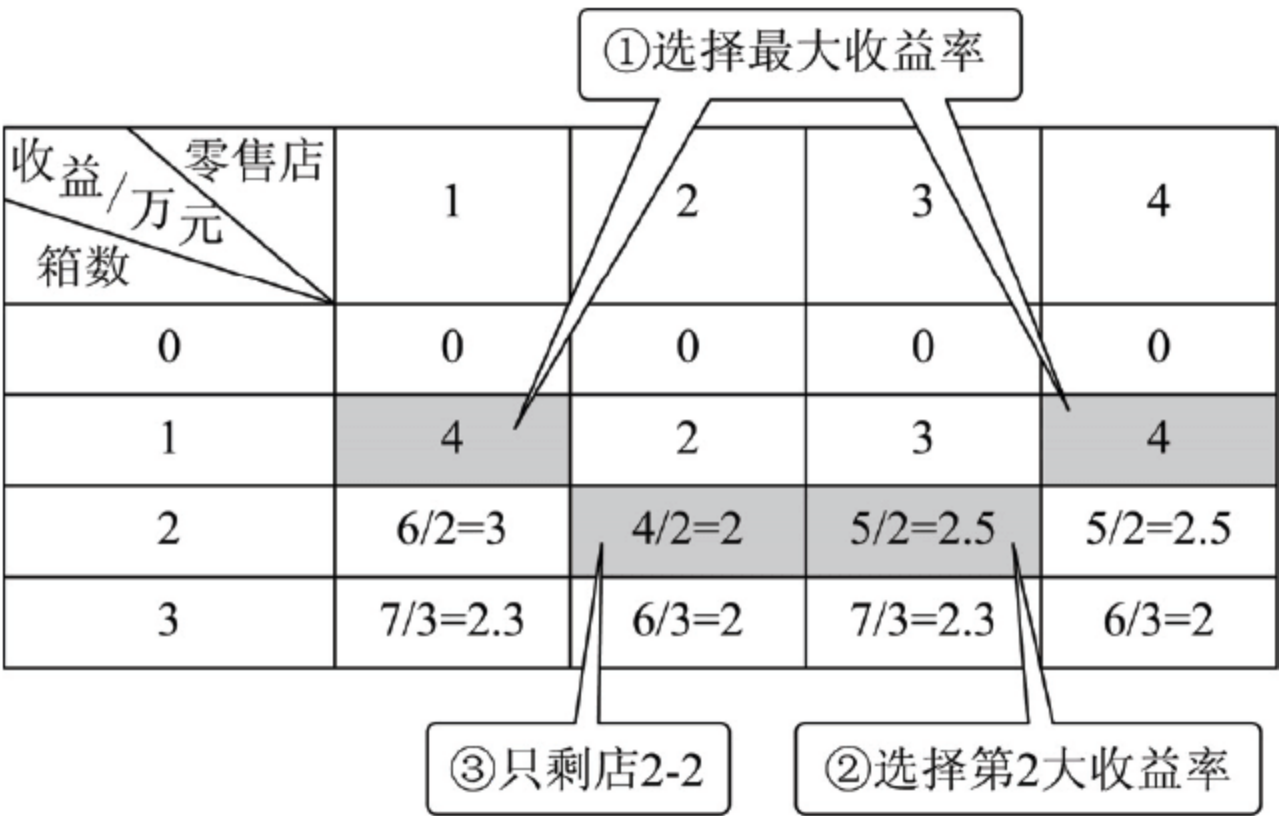 ①选择最大收益率
收益/万元 零售店 1 2 3 4
箱数
0 0 0 0 0
1 4 2 3 4
2 6/2=3 4/2=2 5/2=2.5 5/2=2.5
3 7/3=2.3 6/3=2 7/3=2.3 6/3=2
③只剩店2-2 ②选择第2大收益率